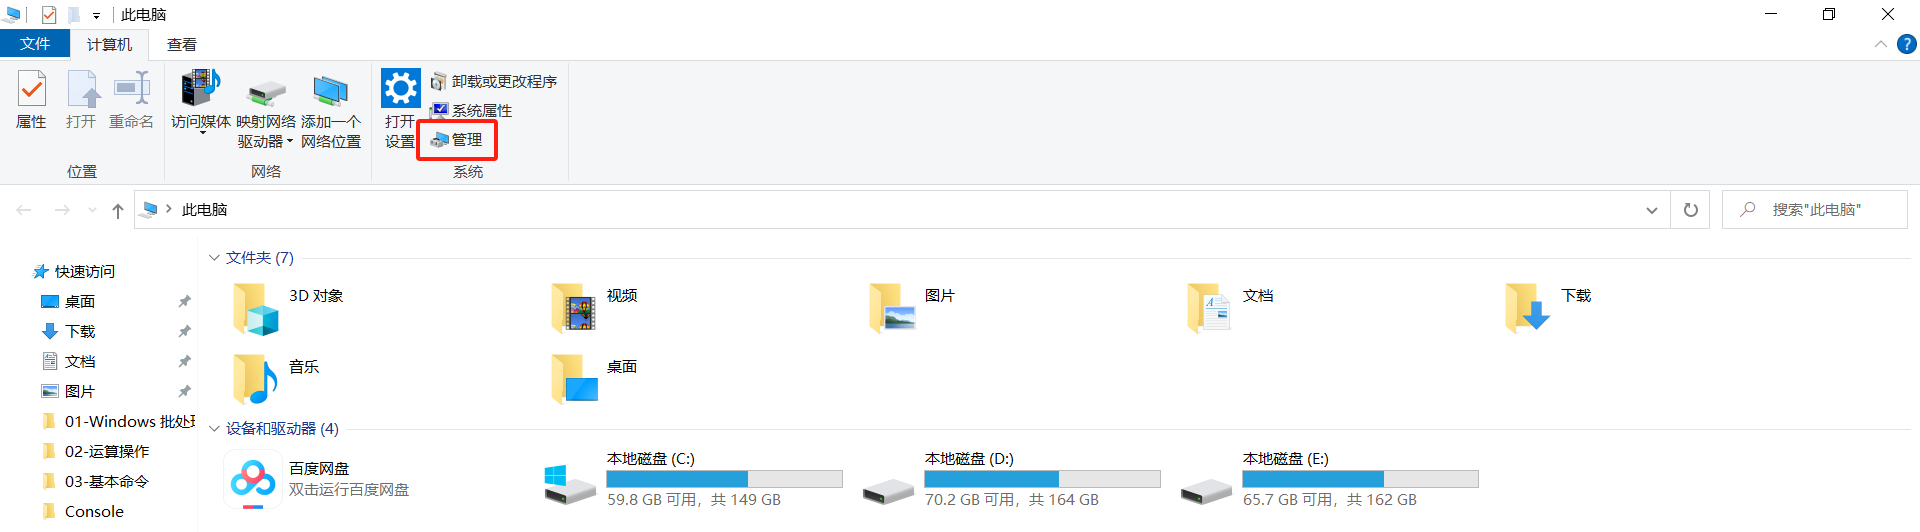 此电脑
文件
计算机
查看
属性
打开
重命名
位置
访问媒体
映射网络
驱动器
添加一个
网络位置
网络
打开
设置
卸载或更改程序
系统属性
管理
系统
此电脑
搜索"此电脑"
快速访问
桌面
下载
文档
图片
01-Windows 批处
02-运算操作
03-基本命令
Console
文件夹 (7)
3D 对象
视频
图片
文档
下载
音乐
桌面
设备和驱动器 (4)
百度网盘
双击运行百度网盘
本地磁盘 (C:)
59.8 GB 可用，共 149 GB
本地磁盘 (D:)
70.2 GB 可用，共 164 GB
本地磁盘 (E:)
65.7 GB 可用，共 162 GB